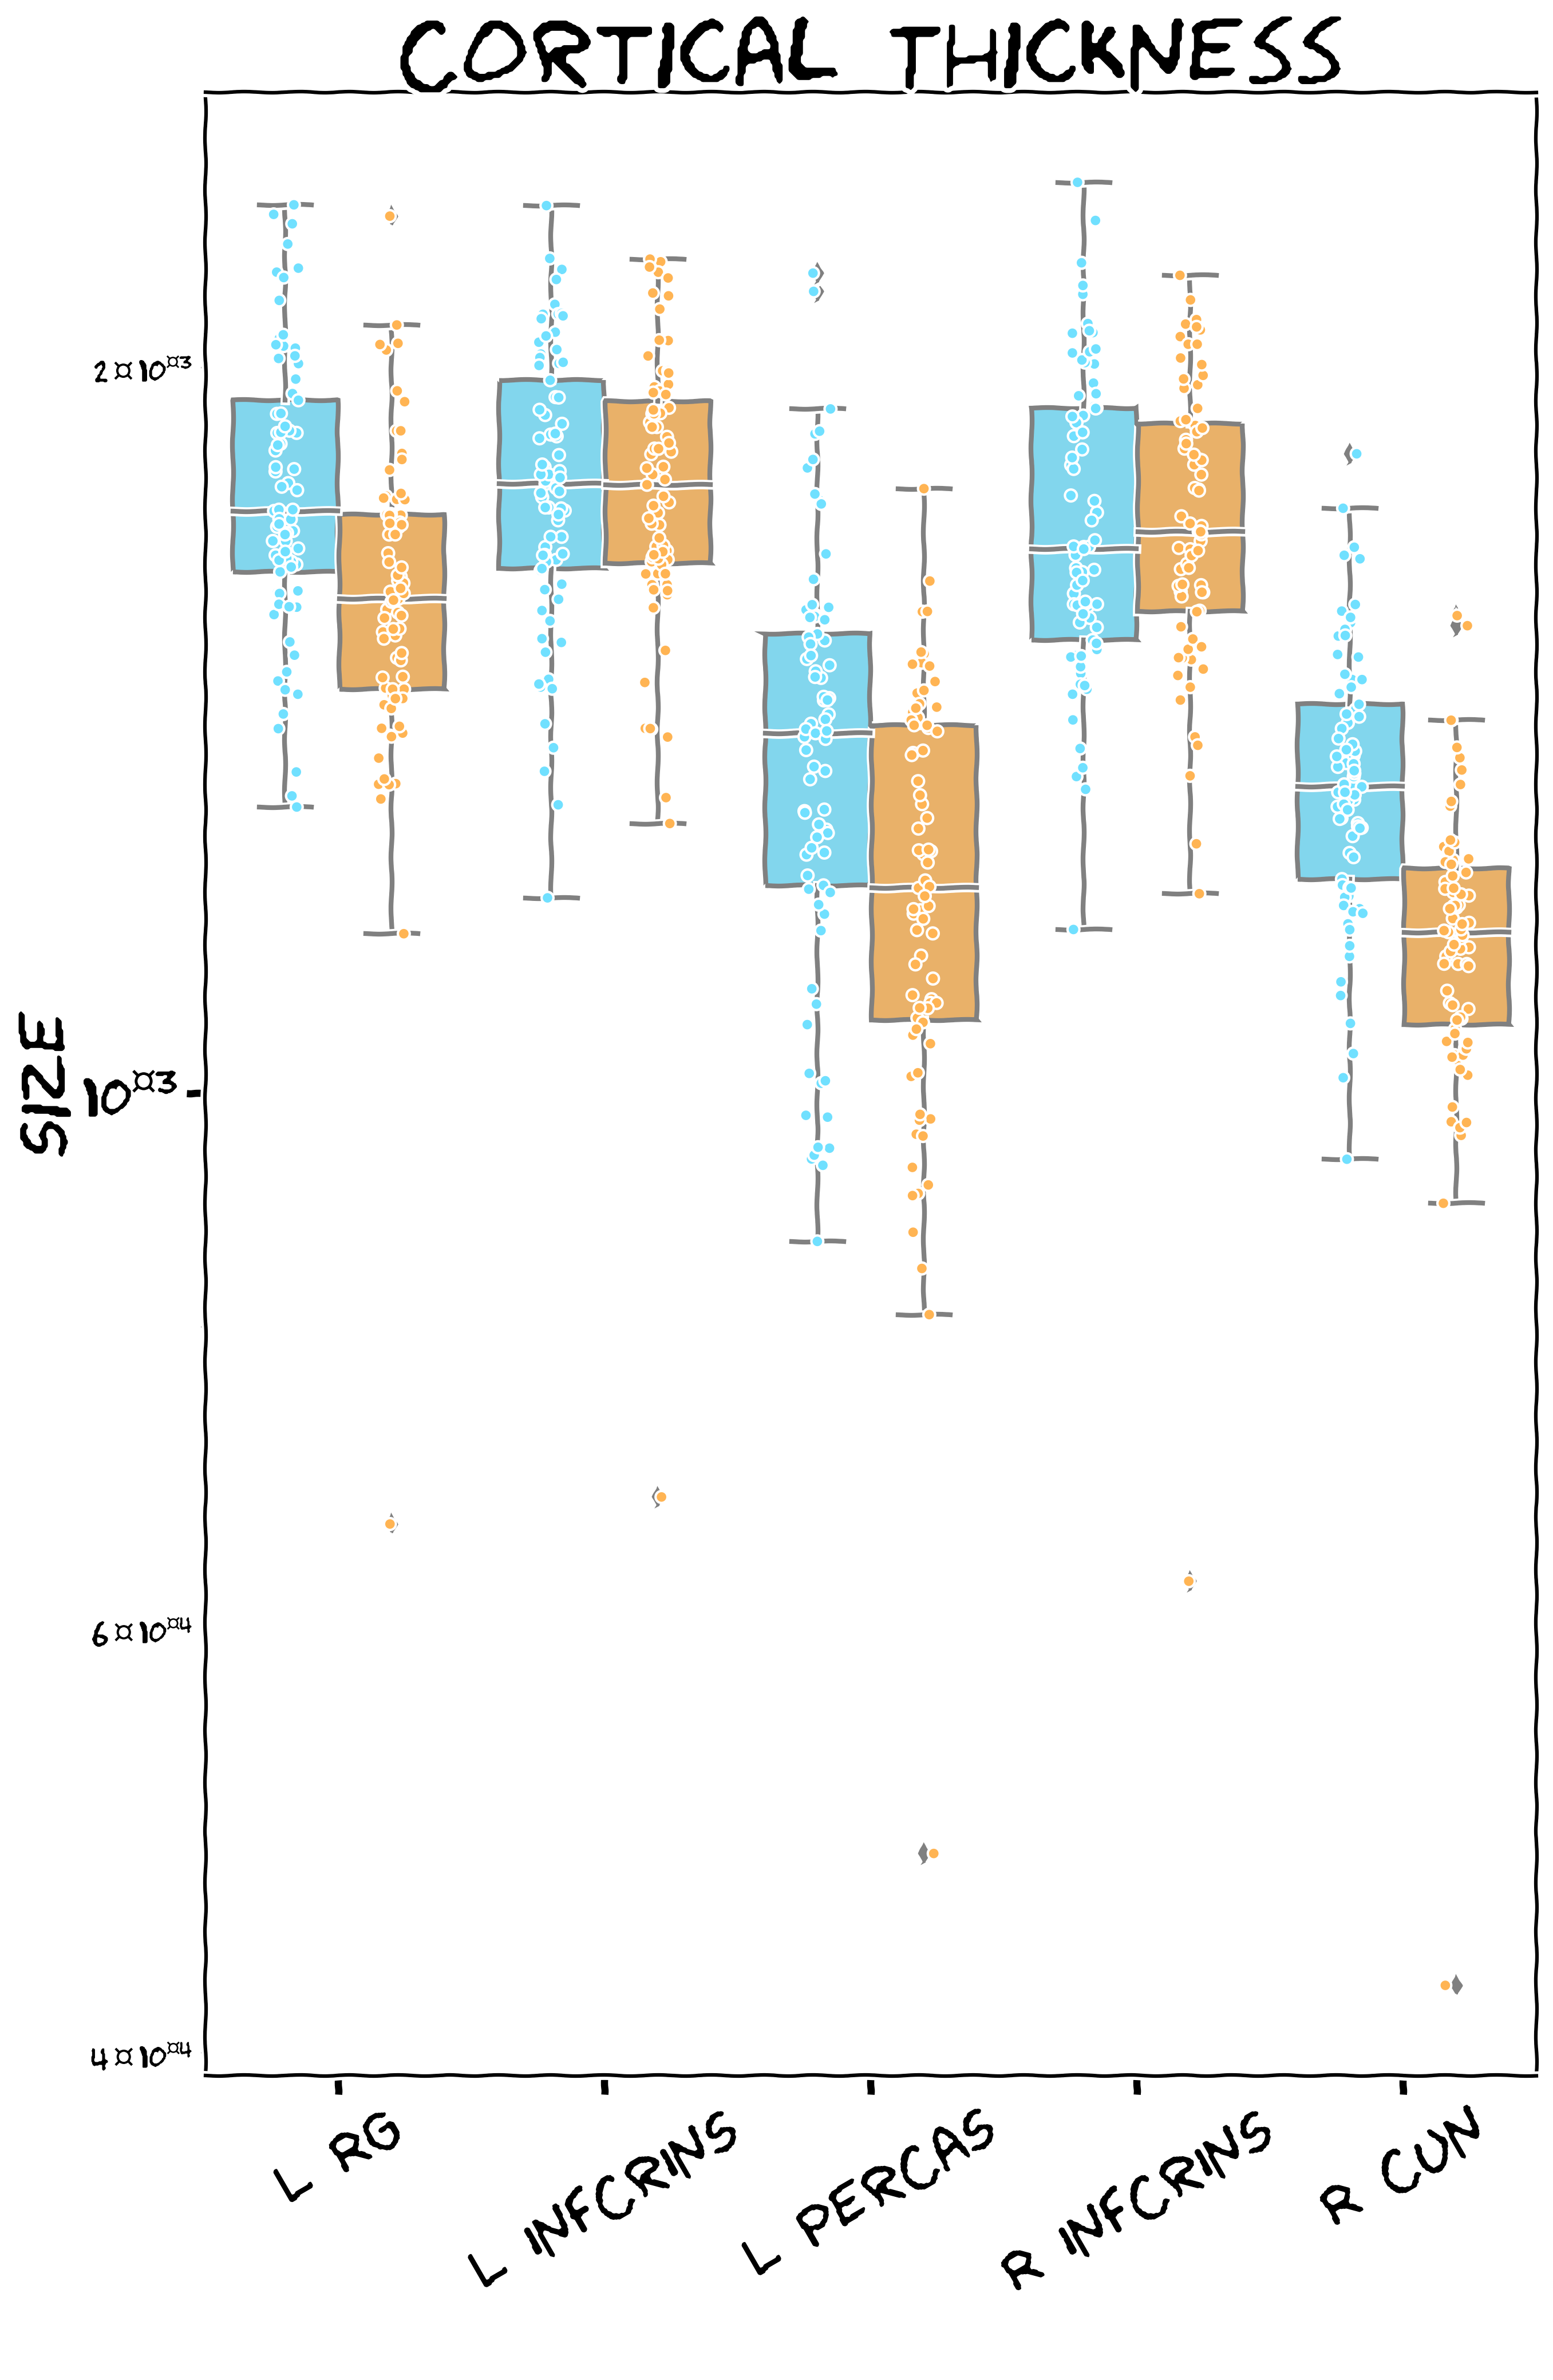 CORTICAL THICKNESS
2¤10¤3
SIZE
10¤3
6¤10¤4
4¤10¤4
L RG
L INFCRINS
L PERCAS
R INFCRINS
R CUN